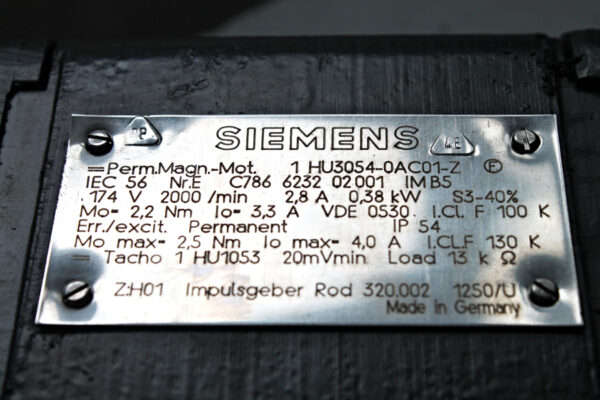 TP SIEMENS 4E
=Perm.Magn.-Mot. 1 HU3054-0AC01-Z F
IEC 56 Nr.E C786 6232 02 001 IM B5
174 V 2000 /min 2,8 A 0,38 kW S3-40%
Mo= 2,2 Nm Io= 3,3 A VDE 0530 I.Cl. F 100 K
Err./excit. Permanent IP 54
Mo max= 2,5 Nm Io max= 4,0 A I.CL.F 130 K
= Tacho 1 HU1053 20mVmin Load 13 k Ω
Z:H01 Impulsgeber Rod 320.002 1250/U
Made in Germany